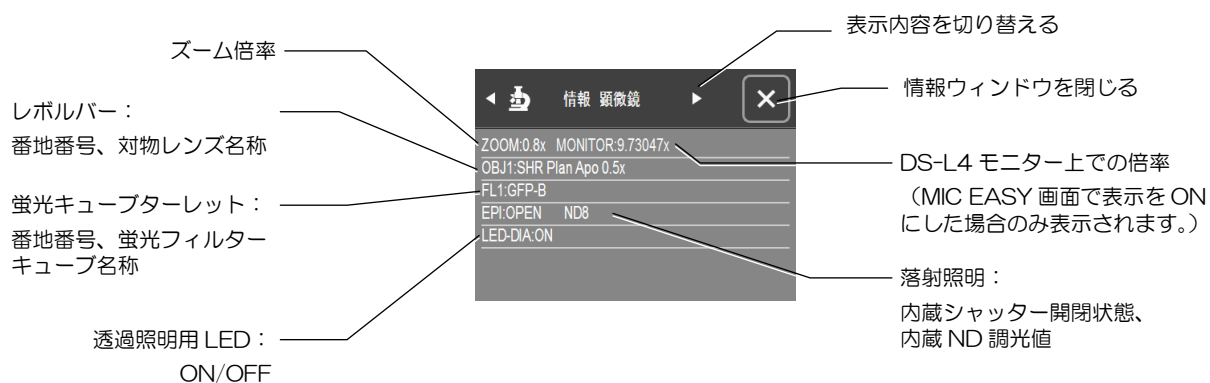 表示内容を切り替える
ズーム倍率
情報 顕微鏡
情報ウィンドウを閉じる
レボルバー：
番地番号、対物レンズ名称
ZOOM:0.8x MONITOR:9.73047x
OBJ1:SHR Plan Apo 0.5x
FL1:GFP-B
EPI:OPEN ND8
LED-DIA:ON
DS-L4 モニター上での倍率
（MIC EASY 画面で表示を ON
にした場合のみ表示されます。）
蛍光キューブターレット：
番地番号、蛍光フィルター
キューブ名称
落射照明：
内蔵シャッター開閉状態、
内蔵 ND 調光値
透過照明用 LED：
ON/OFF